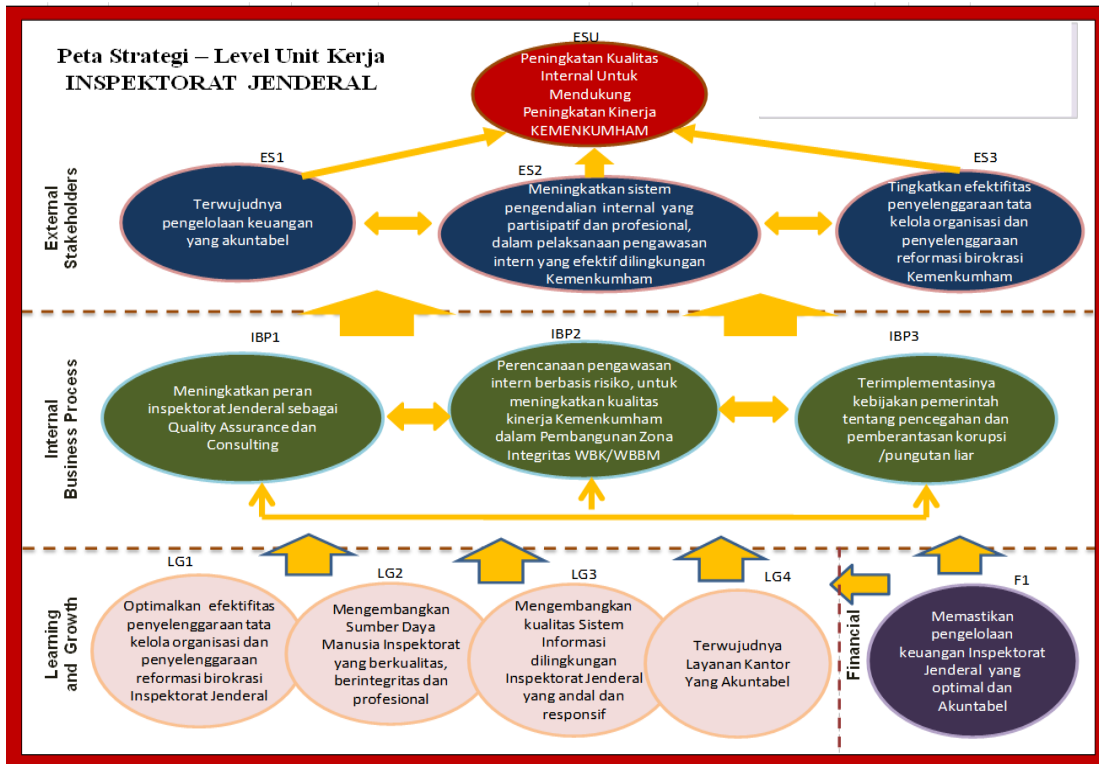 Peta Strategi – Level Unit Kerja
INSPEKTORAT JENDERAL
ESU
Peningkatan Kualitas
Internal Untuk
Mendukung
Peningkatan Kinerja
KEMENKUMHAM
External
Stakeholders
ES1
Terwujudnya
pengelolaan keuangan
yang akuntabel
ES2
Meningkatkan sistem
pengendalian internal yang
partisipatif dan profesional,
dalam pelaksanaan pengawasan
intern yang efektif dilingkungan
Kemenkumham
ES3
Tingkatkan efektifitas
penyelenggaraan tata
kelola organisasi dan
penyelenggaraan
reformasi birokrasi
Kemenkumham
Internal
Business Process
IBP1
Meningkatkan peran
inspektorat Jenderal sebagai
Quality Assurance dan
Consulting
IBP2
Perencanaan pengawasan
intern berbasis risiko, untuk
meningkatkan kualitas
kinerja Kemenkumham
dalam Pembangunan Zona
Integritas WBK/WBBM
IBP3
Terimplementasinya
kebijakan pemerintah
tentang pencegahan dan
pemberantasan korupsi
/pungutan liar
Learning
and Growth
LG1
Optimalkan efektifitas
penyelenggaraan tata
kelola organisasi dan
penyelenggaraan
reformasi birokrasi
Inspektorat Jenderal
LG2
Mengembangkan
Sumber Daya
Manusia Inspektorat
yang berkualitas,
berintegritas dan
profesional
LG3
Mengembangkan
kualitas Sistem
Informasi
dilingkungan
Inspektorat Jenderal
yang andal dan
responsif
LG4
Terwujudnya
Layanan Kantor
Yang Akuntabel
Financial
F1
Memastikan
pengelolaan
keuangan Inspektorat
Jenderal yang
optimal dan
Akuntabel